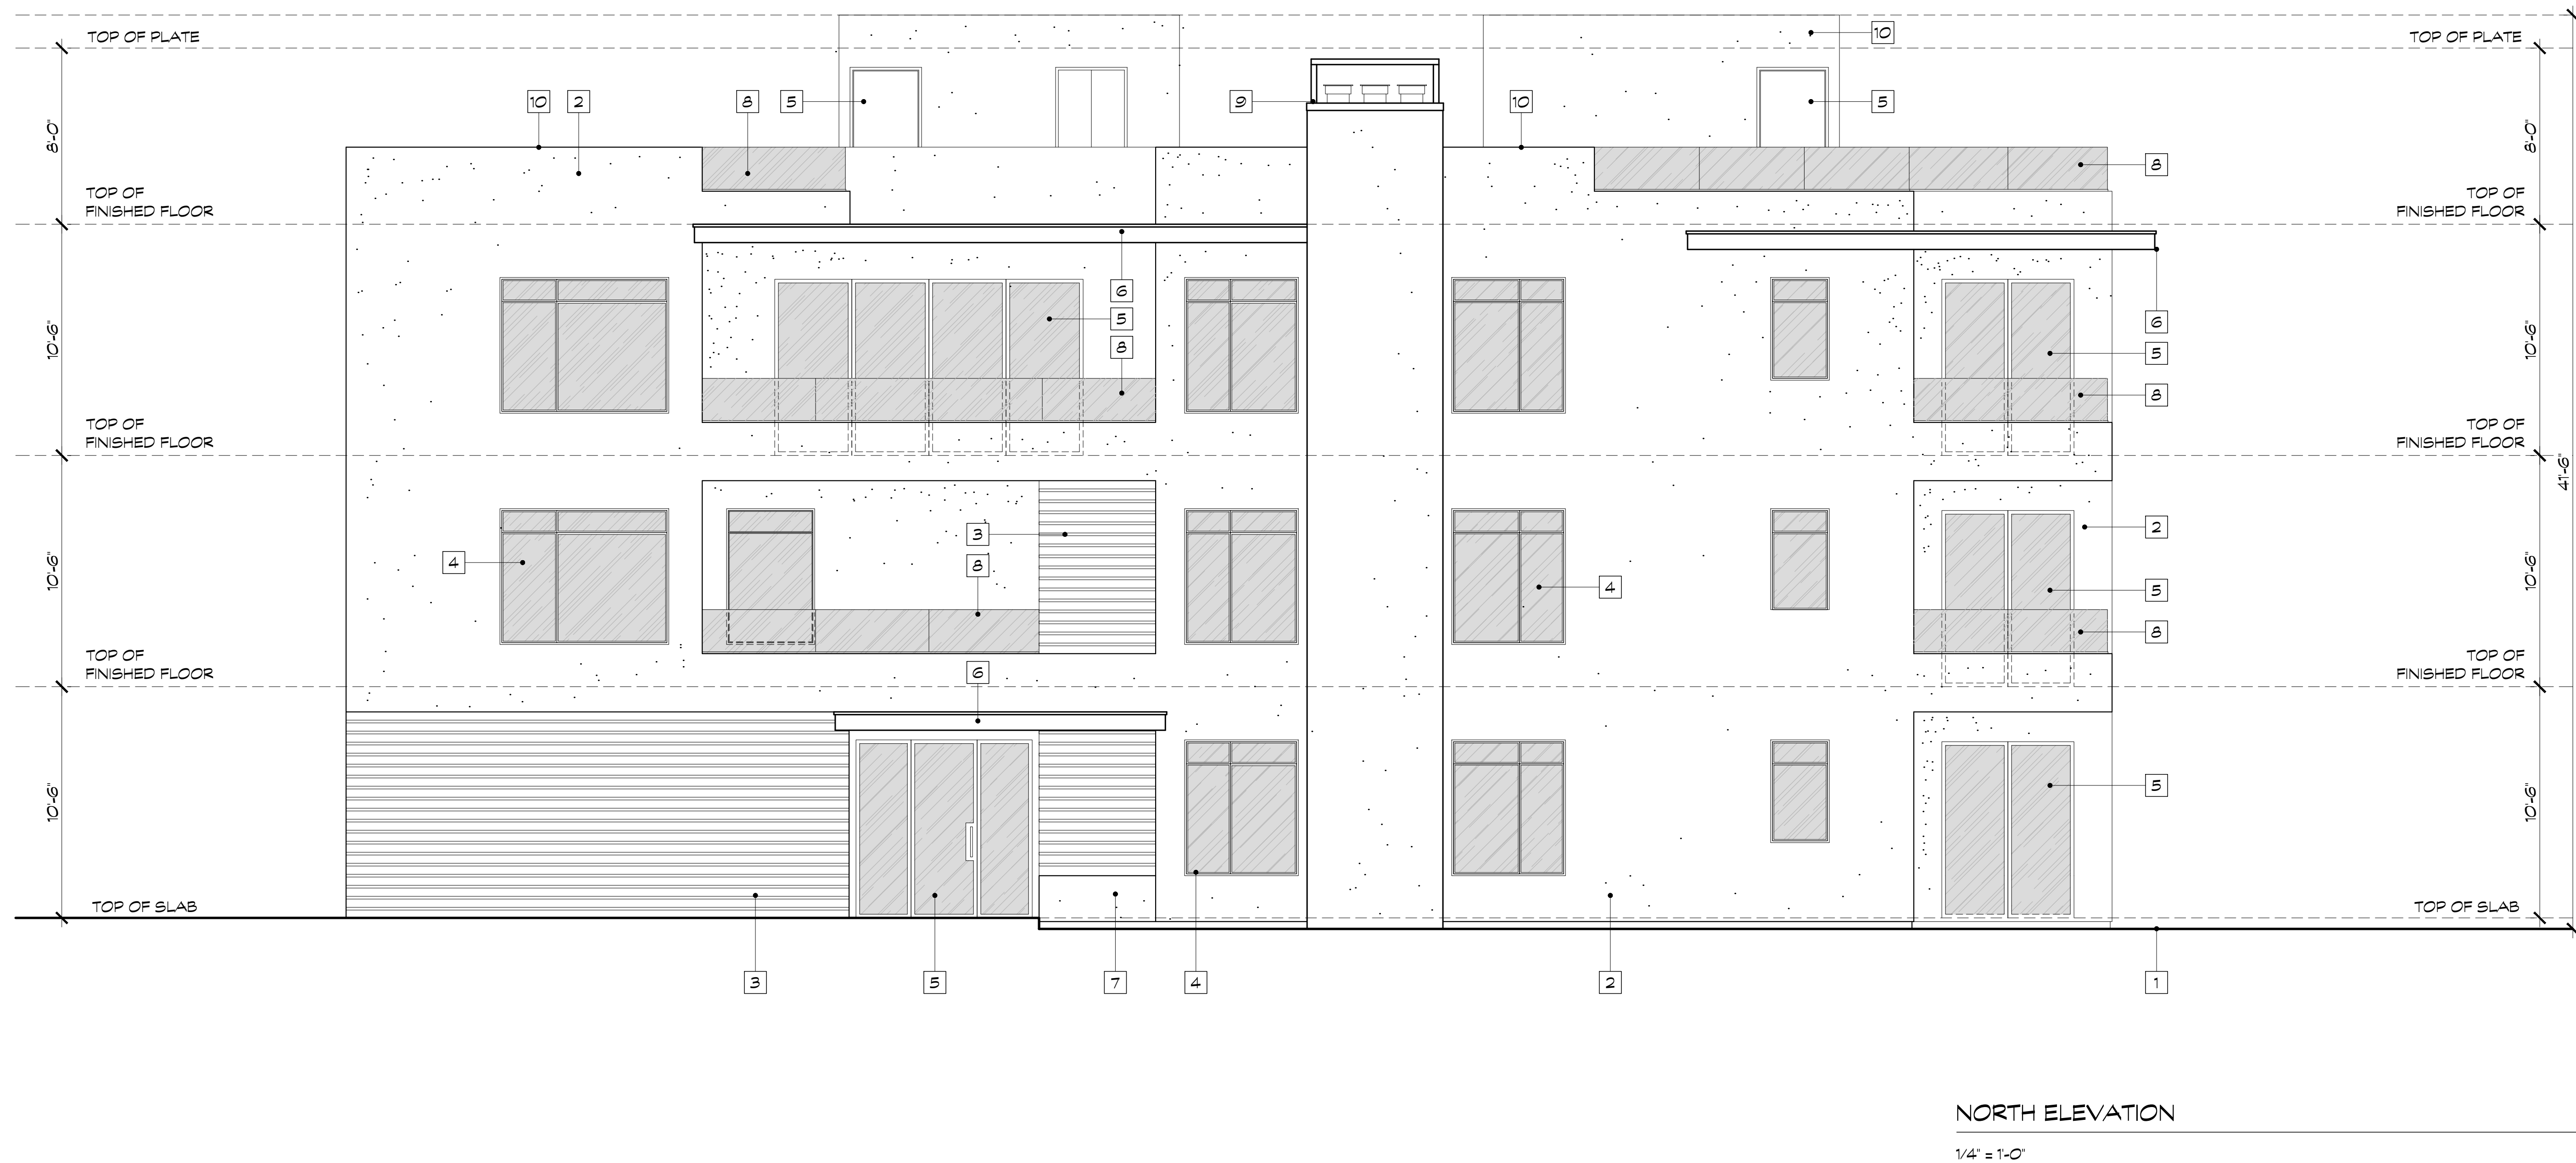 TOP OF PLATE
TOP OF PLATE
10
10
2
8
5
9
10
5
8'-0"
8'-0"
8
8
TOP OF
FINISHED FLOOR
TOP OF
FINISHED FLOOR
6
5
8
6
5
8
10'-6"
10'-6"
TOP OF
FINISHED FLOOR
TOP OF
FINISHED FLOOR
41'-6"
3
2
4
8
4
5
10'-6"
10'-6"
8
TOP OF
FINISHED FLOOR
TOP OF
FINISHED FLOOR
6
5
10'-6"
10'-6"
TOP OF SLAB
TOP OF SLAB
3
5
7
4
2
1
NORTH ELEVATION
1/4" = 1'-0"